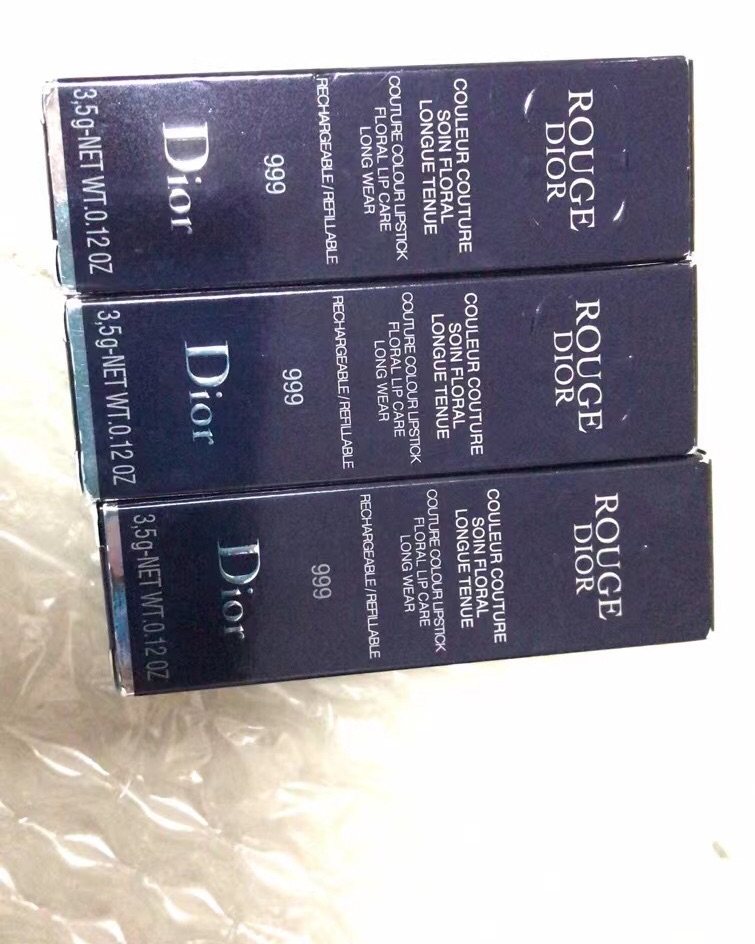 ROUGE
DIOR
COULEUR COUTURE
SOIN FLORAL
LONGUE TENUE
COUTURE COLOUR LIPSTICK
FLORAL LIP CARE
LONG WEAR
RECHARGEABLE/REFILLABLE
999
Dior
3,5g-NET WT.0.12 OZ
ROUGE
DIOR
COULEUR COUTURE
SOIN FLORAL
LONGUE TENUE
COUTURE COLOUR LIPSTICK
FLORAL LIP CARE
LONG WEAR
RECHARGEABLE/REFILLABLE
999
Dior
3,5g-NET WT.0.12 OZ
ROUGE
DIOR
COULEUR COUTURE
SOIN FLORAL
LONGUE TENUE
COUTURE COLOUR LIPSTICK
FLORAL LIP CARE
LONG WEAR
RECHARGEABLE/REFILLABLE
999
Dior
3,5g-NET WT.0.12 OZ